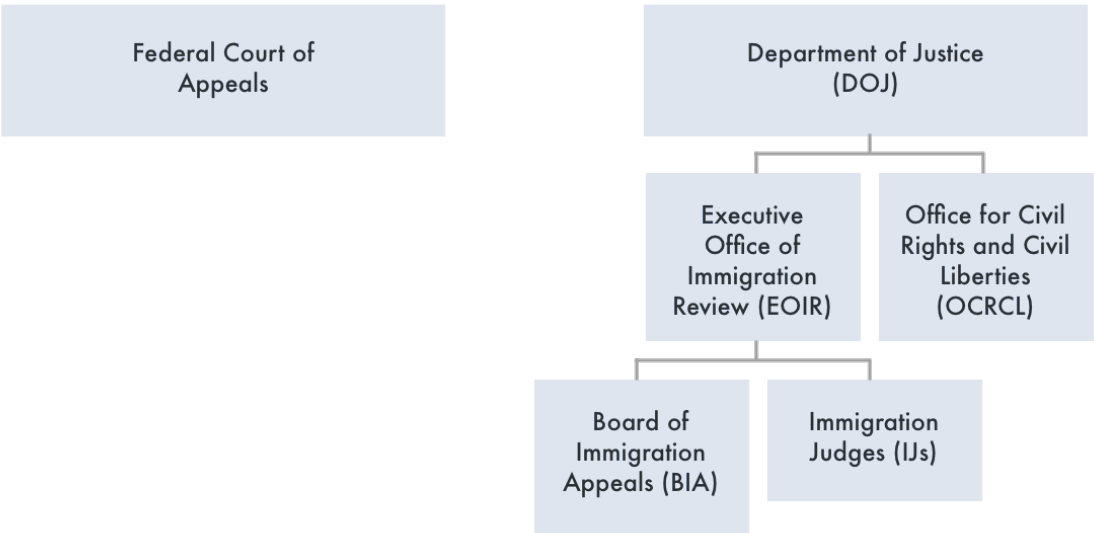 Federal Court of
Appeals
Department of Justice
(DOJ)
Executive
Office of
Immigration
Review (EOIR)
Office for Civil
Rights and Civil
Liberties
(OCRCL)
Board of
Immigration
Appeals (BIA)
Immigration
Judges (IJs)